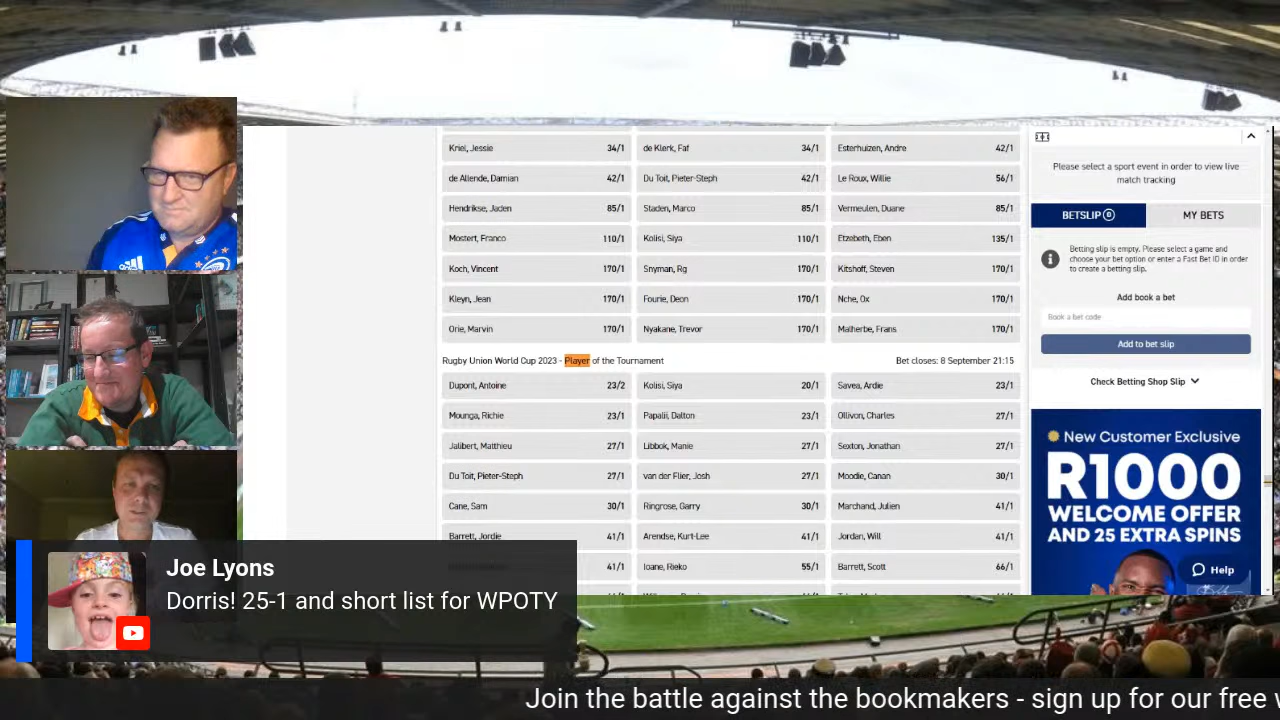 Kriel, Jessie 34/1 de Klerk, Faf 34/1 Esterhuizen, Andre 42/1
de Allende, Damian 42/1 Du Toit, Pieter-Steph 42/1 Le Roux, Willie 56/1
Hendrikse, Jaden 85/1 Staden, Marco 85/1 Vermeulen, Duane 85/1
Mostert, Franco 110/1 Kolisi, Siya 110/1 Etzebeth, Eben 135/1
Koch, Vincent 170/1 Snyman, Rg 170/1 Kitshoff, Steven 170/1
Kleyn, Jean 170/1 Fourie, Deon 170/1 Nche, Ox 170/1
Orie, Marvin 170/1 Nyakane, Trevor 170/1 Malherbe, Frans 170/1
Rugby Union World Cup 2023 - Player of the Tournament Bet closes: 8 September 21:15
Dupont, Antoine 23/2 Kolisi, Siya 20/1 Savea, Ardie 23/1
Mounga, Richie 23/1 Papalii, Dalton 23/1 Ollivon, Charles 27/1
Jalibert, Matthieu 27/1 Libbok, Manie 27/1 Sexton, Jonathan 27/1
Du Toit, Pieter-Steph 27/1 van der Flier, Josh 27/1 Moodie, Canan 30/1
Cane, Sam 30/1 Ringrose, Garry 30/1 Marchand, Julien 41/1
Barrett, Jordie 41/1 Arendse, Kurt-Lee 41/1 Jordan, Will 41/1
41/1 Ioane, Rieko 55/1 Barrett, Scott 66/1
Please select a sport event in order to view live
match tracking
BETSLIP 0 MY BETS
Betting slip is empty. Please select a game and
choose your bet option or enter a Fast Bet ID in order
to create a betting slip.
Add book a bet
Book a bet code
Add to bet slip
Check Betting Shop Slip
New Customer Exclusive
R1000
WELCOME OFFER
AND 25 EXTRA SPINS
Help
Joe Lyons
Dorris! 25-1 and short list for WPOTY
Join the battle against the bookmakers - sign up for our free